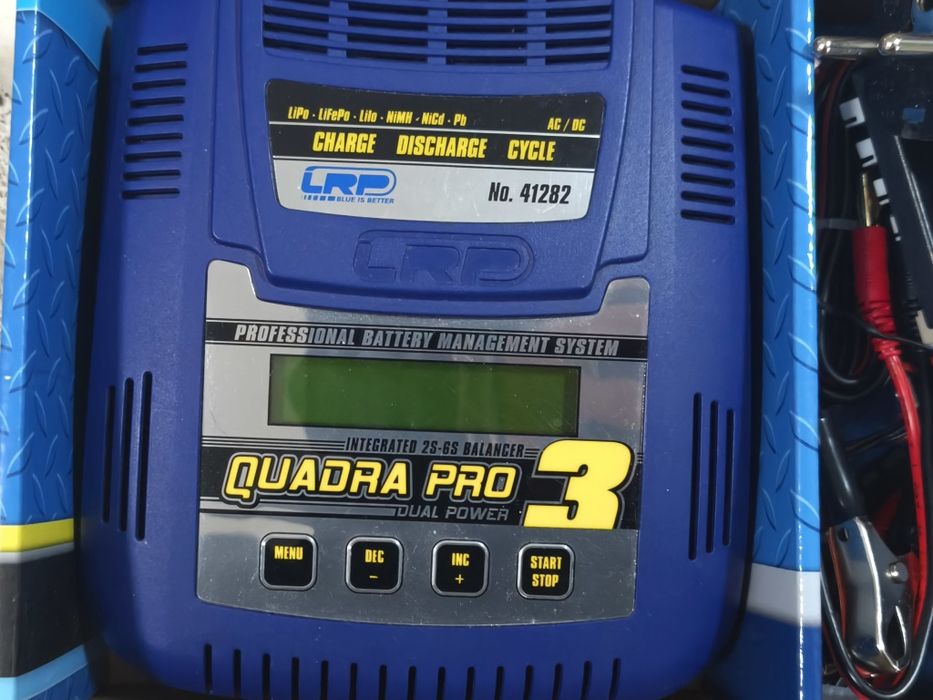 LiPo · LiFePo · LiIo · NiMH · NiCd · Pb AC / DC
CHARGE DISCHARGE CYCLE
LRP No. 41282
BLUE IS BETTER
LRP
PROFESSIONAL BATTERY MANAGEMENT SYSTEM
INTEGRATED 2S-6S BALANCER
QUADRA PRO 3
DUAL POWER
MENU DEC - INC + START STOP